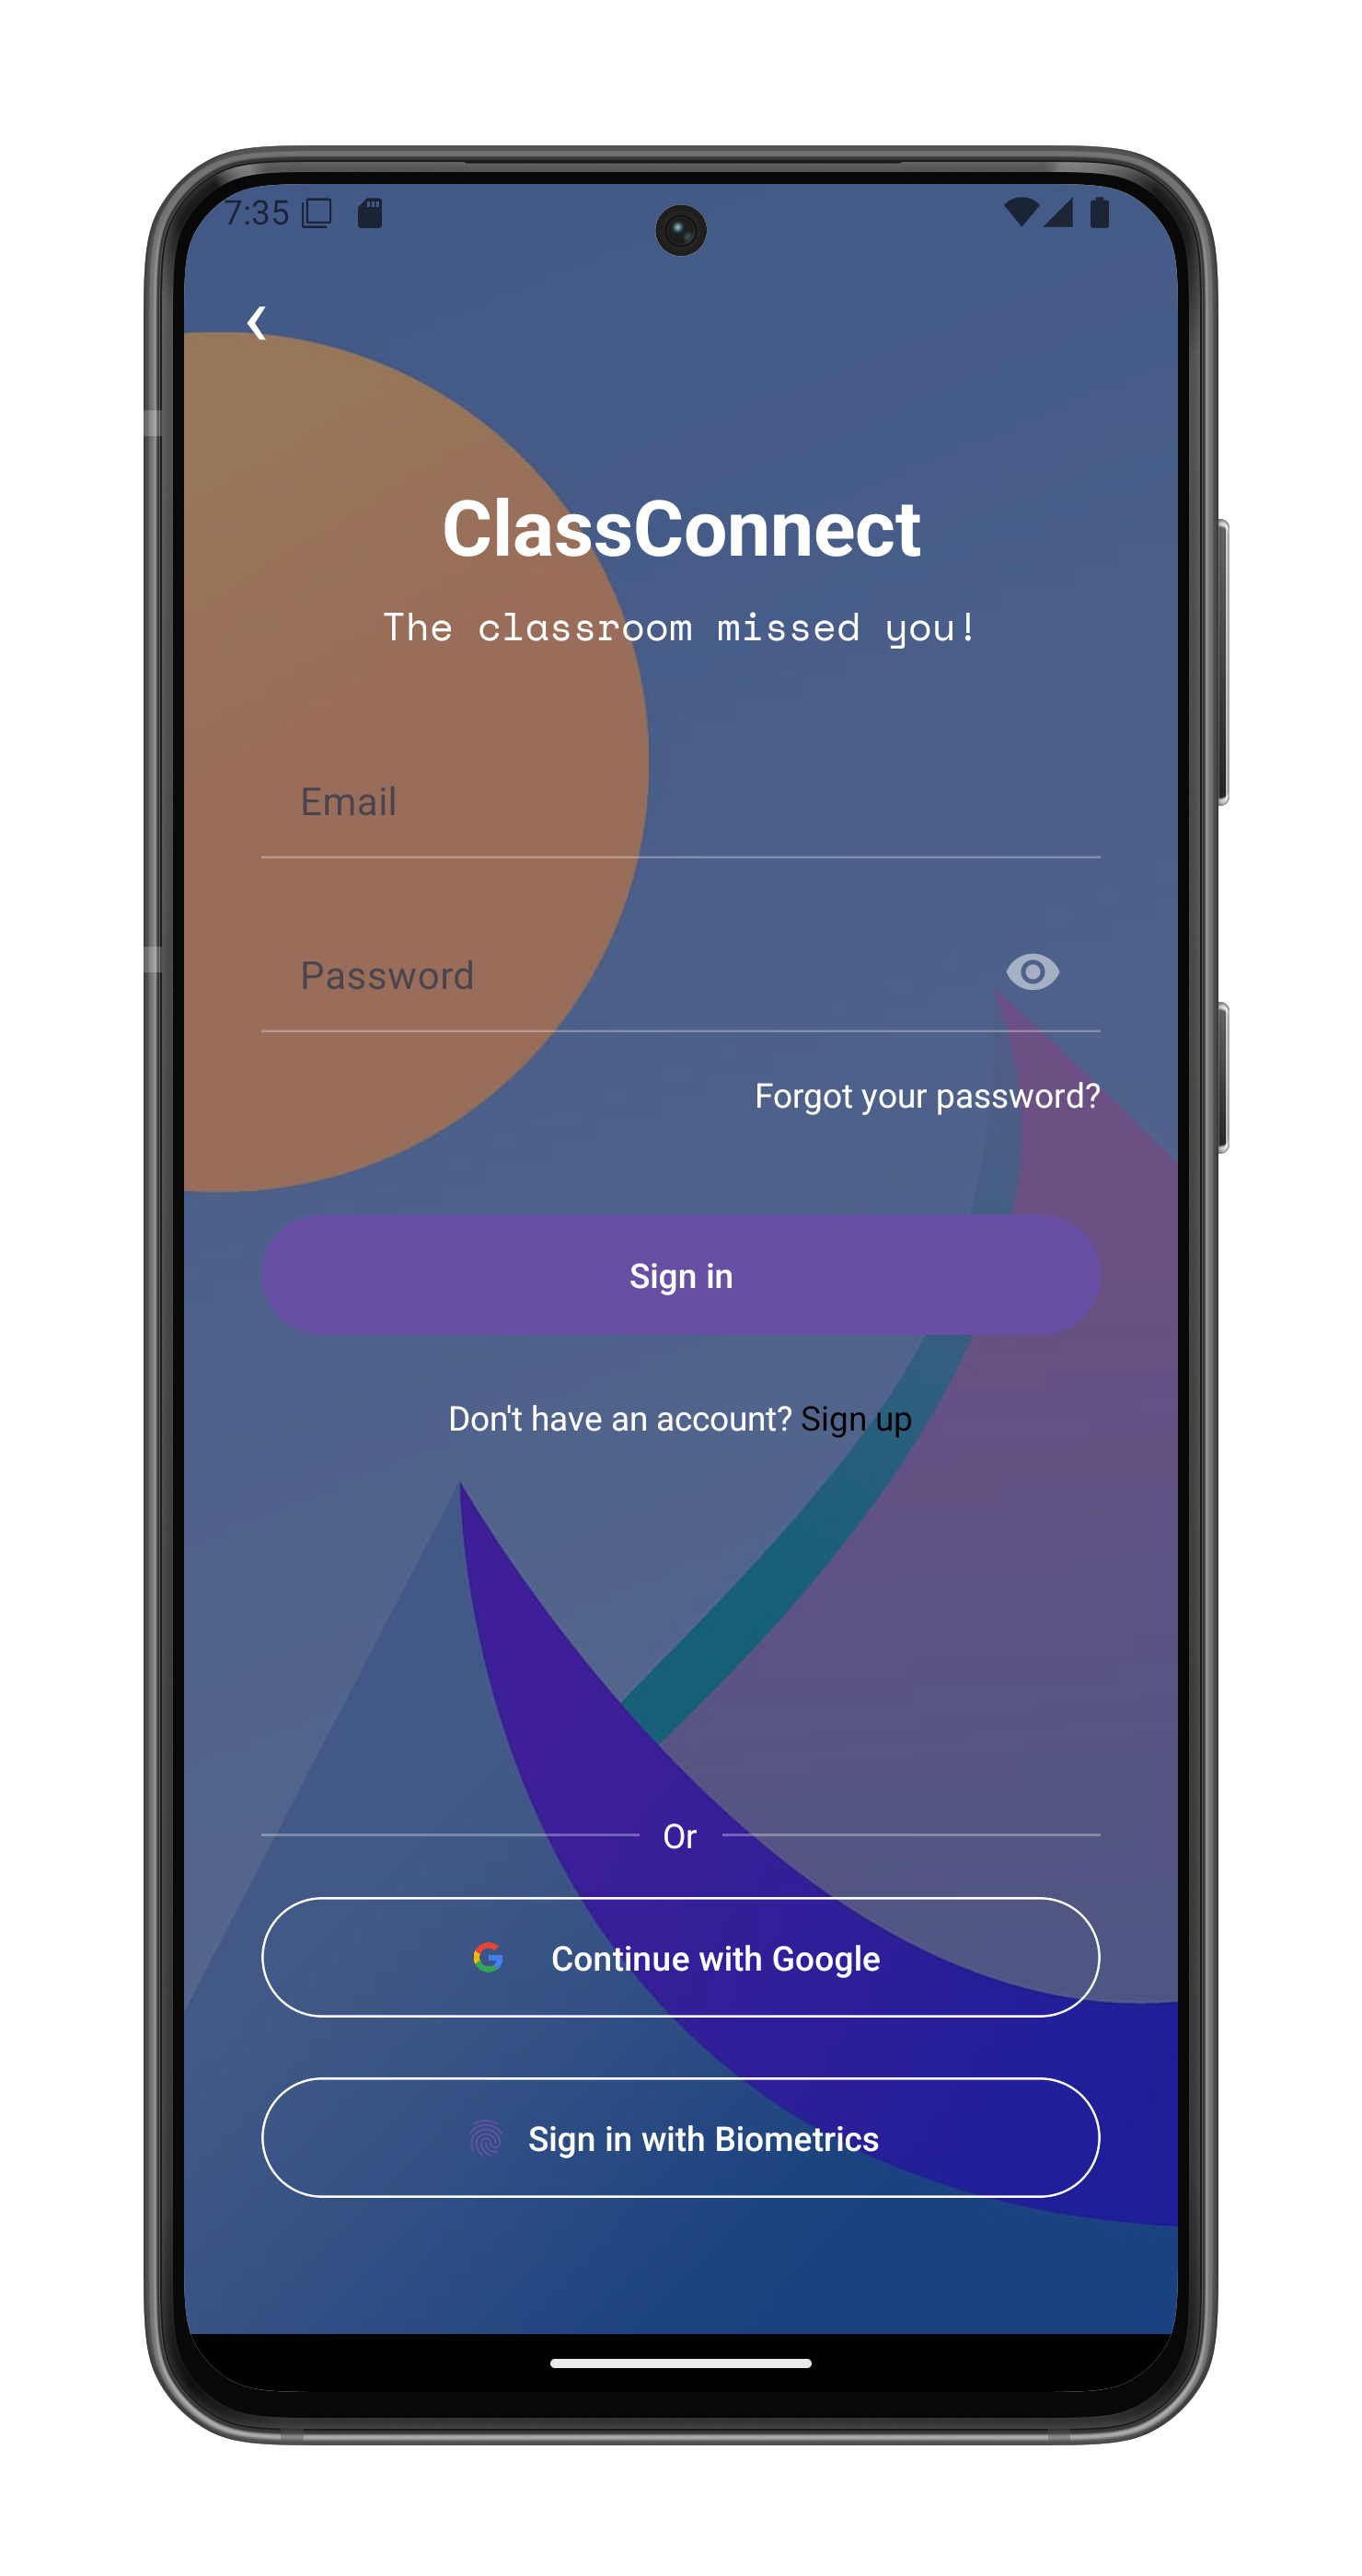 7:35
ClassConnect
The classroom missed you!
Email
Password
Forgot your password?
Sign in
Don't have an account? Sign up
Or
Continue with Google
Sign in with Biometrics